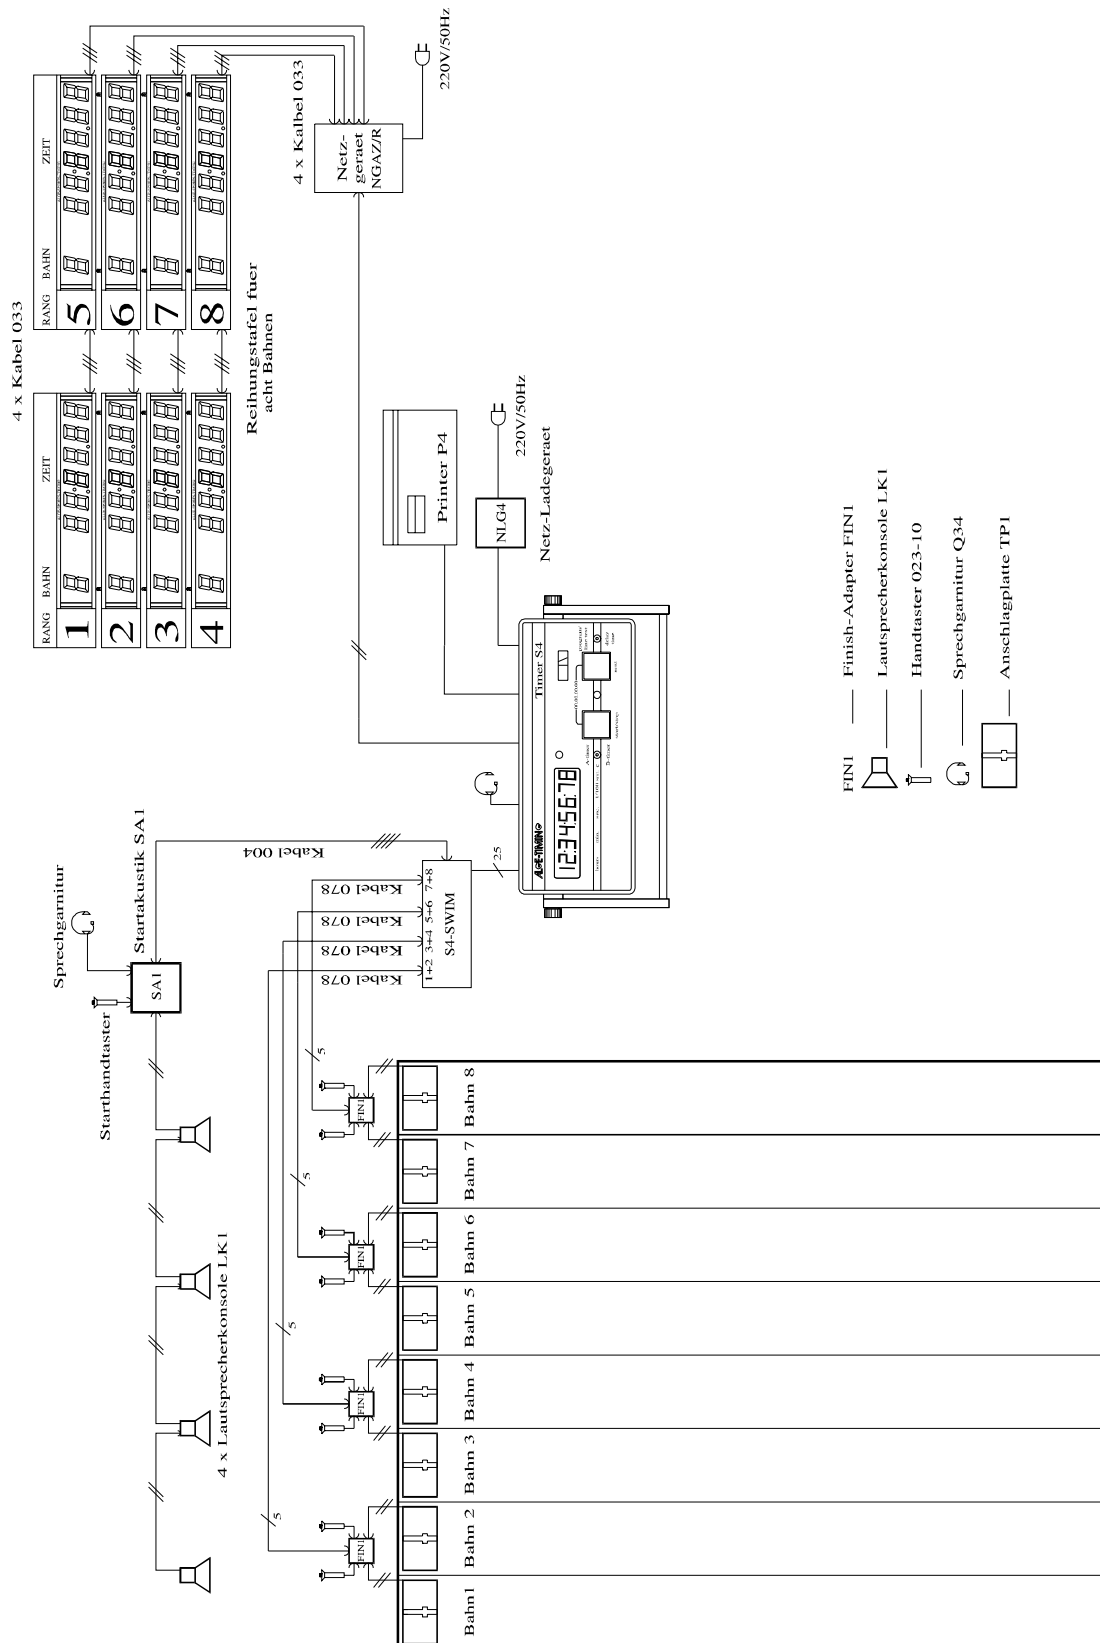 4 x Kabel 033
RANG BAHN ZEIT
1
2
3
4
RANG BAHN ZEIT
5
6
7
8
Reihungstafel fuer
acht Bahnen
4 x Kalbel 033
Netz-
geraet
NGAZ/R
220V/50Hz
Printer P4
NLG4
220V/50Hz
Netz-Ladegeraet
Timer S4
ALGE-TIMING
12:34:56.78
25
Sprechgarnitur
Startakustik SA1
SA1
Starthandtaster
Kabel 004
4 x Lautsprecherkonsole LK1
Kabel 078
Kabel 078
Kabel 078
Kabel 078
1+2 3+4 5+6 7+8
S4-SWIM
5
5
5
5
FIN1
FIN1
FIN1
FIN1
Bahn1
Bahn 2
Bahn 3
Bahn 4
Bahn 5
Bahn 6
Bahn 7
Bahn 8
FIN1
Finish-Adapter FIN1
Lautsprecherkonsole LK1
Handtaster 023-10
Sprechgarnitur Q34
Anschlagplatte TP1